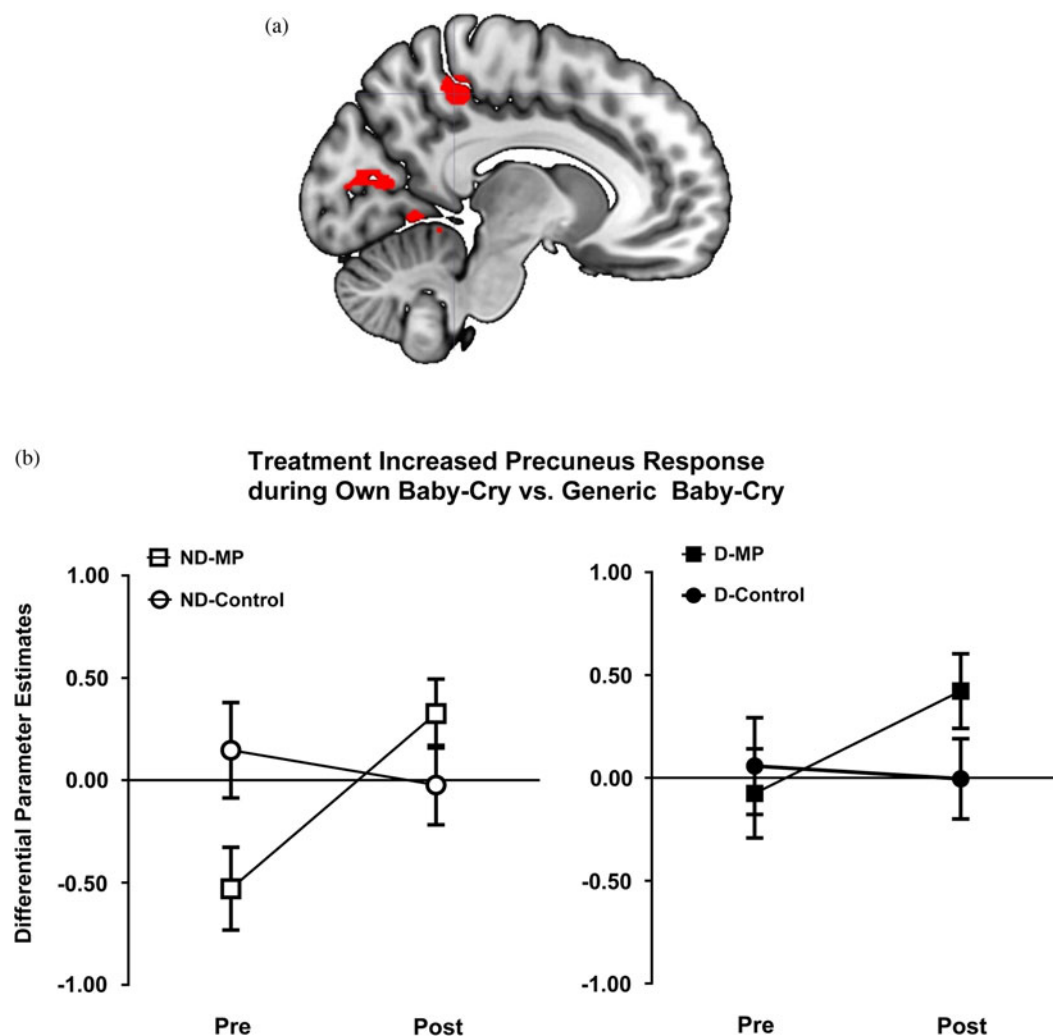 (a)
(b)
Treatment Increased Precuneus Response
during Own Baby-Cry vs. Generic Baby-Cry
Differential Parameter Estimates
ND-MP
ND-Control
1.00
0.50
0.00
-0.50
-1.00
Pre Post
D-MP
D-Control
1.00
0.50
0.00
-0.50
-1.00
Pre Post